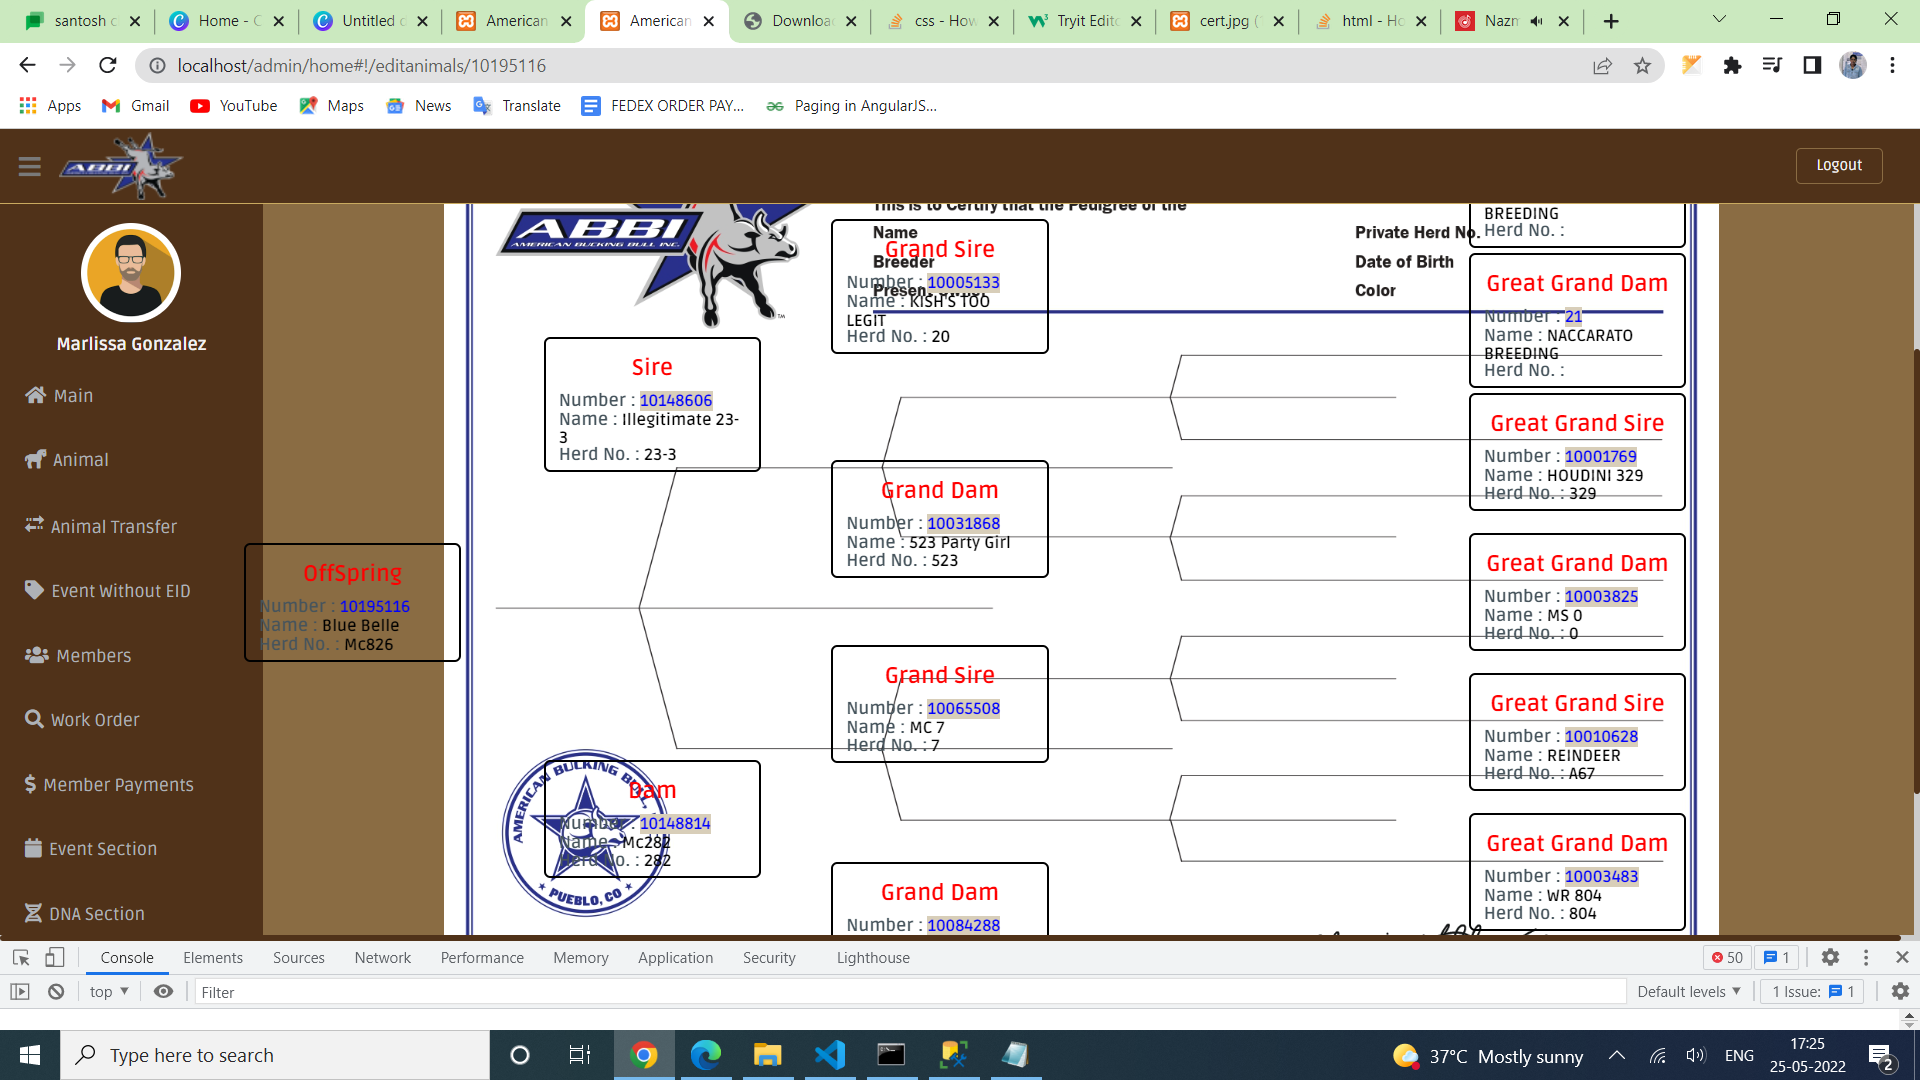 santosh c
Home - C
Untitled d
American
American
Downloa
css - How
Tryit Edito
cert.jpg (
html - Ho
Nazm
localhost/admin/home#!/editanimals/10195116
Apps
Gmail
YouTube
Maps
News
Translate
FEDEX ORDER PAY...
Paging in AngularJS...
ABBI
Logout
Marlissa Gonzalez
Main
Animal
Animal Transfer
Event Without EID
Members
Work Order
Member Payments
Event Section
DNA Section
ABBI
AMERICAN BUCKING BULL INC.
TM
This is to Certify that the Pedigree of the
Name
Breeder
Private Herd No.
Date of Birth
Color
OffSpring
Number : 10195116
Name : Blue Belle
Herd No. : Mc826
Sire
Number : 10148606
Name : Illegitimate 23-
3
Herd No. : 23-3
Dam
Number : 10148814
Name : Mc282
Herd No. : 282
AMERICAN BUCKING BULL,
PUEBLO, CO
Grand Sire
Number : 10005133
Name : KISH'S TOO
LEGIT
Herd No. : 20
Grand Dam
Number : 10031868
Name : 523 Party Girl
Herd No. : 523
Grand Sire
Number : 10065508
Name : MC 7
Herd No. : 7
Grand Dam
Number : 10084288
BREEDING
Herd No. :
Great Grand Dam
Number : 21
Name : NACCARATO
BREEDING
Herd No. :
Great Grand Sire
Number : 10001769
Name : HOUDINI 329
Herd No. : 329
Great Grand Dam
Number : 10003825
Name : MS 0
Herd No. : 0
Great Grand Sire
Number : 10010628
Name : REINDEER
Herd No. : A67
Great Grand Dam
Number : 10003483
Name : WR 804
Herd No. : 804
Console
Elements
Sources
Network
Performance
Memory
Application
Security
Lighthouse
50
1
top
Filter
Default levels
1 Issue: 1
Type here to search
37°C Mostly sunny
ENG
17:25
25-05-2022
2